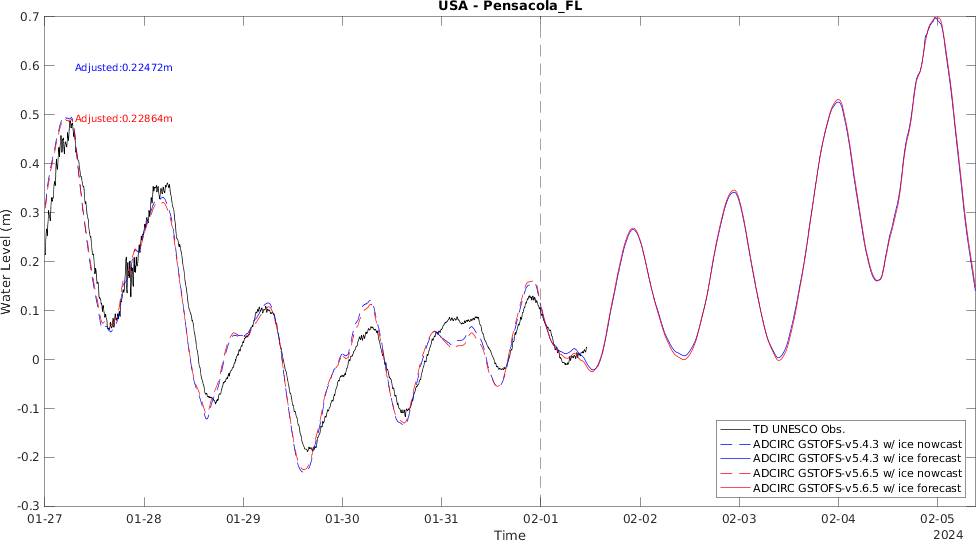 USA - Pensacola_FL
0.7
0.6
0.5
0.4
0.3
0.2
0.1
0
-0.1
-0.2
-0.3
Water Level (m)
Adjusted:0.22472m
Adjusted:0.22864m
TD UNESCO Obs.
ADCIRC GSTOFS-v5.4.3 w/ ice nowcast
ADCIRC GSTOFS-v5.4.3 w/ ice forecast
ADCIRC GSTOFS-v5.6.5 w/ ice nowcast
ADCIRC GSTOFS-v5.6.5 w/ ice forecast
01-27 01-28 01-29 01-30 01-31 02-01 02-02 02-03 02-04 02-05
Time
2024